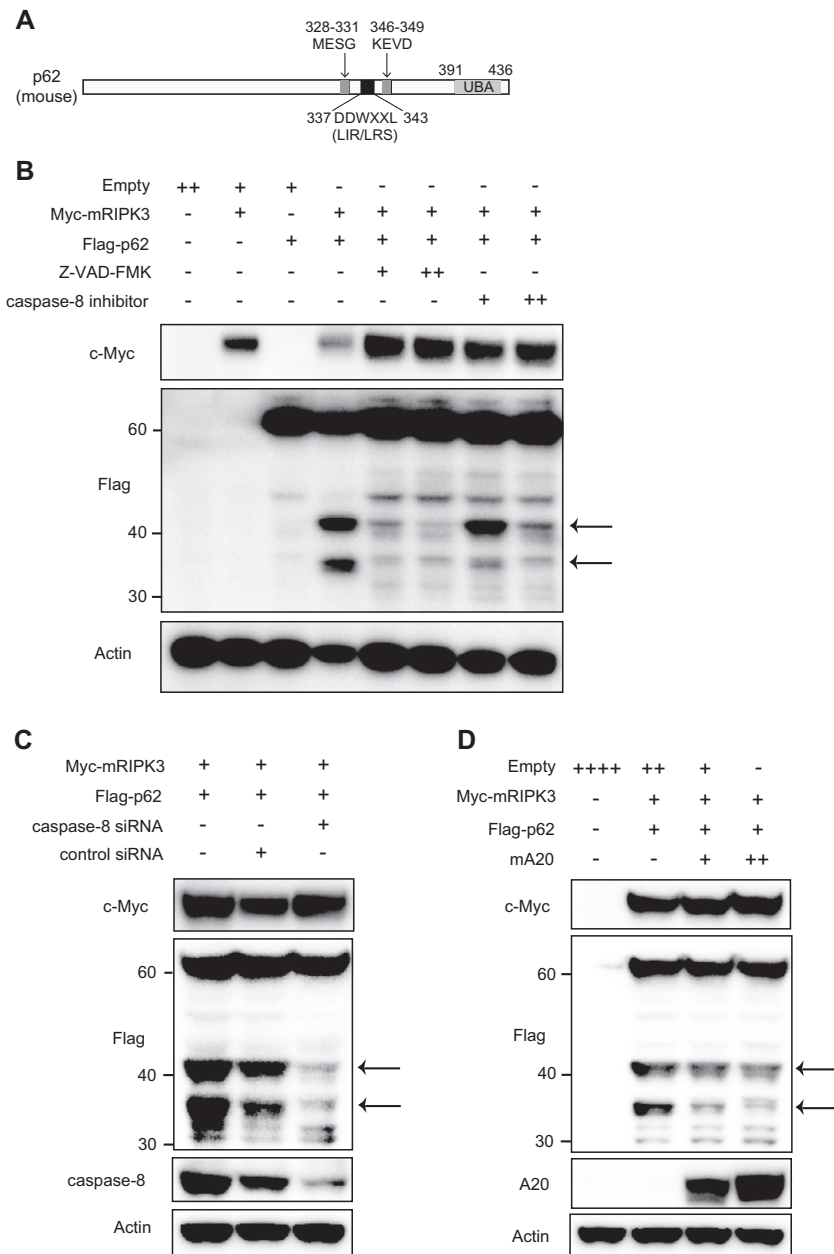 A
328-331 346-349
MESG KEVD
391 436
p62
(mouse)
UBA
337 DDWXXL 343
(LIR/LRS)
B
Empty ++ + + - - - - -
Myc-mRIPK3 - + - + + + + +
Flag-p62 - - + + + + + +
Z-VAD-FMK - - - - + ++ - -
caspase-8 inhibitor - - - - - - + ++
c-Myc
60
Flag
40
30
Actin
C
Myc-mRIPK3 + + +
Flag-p62 + + +
caspase-8 siRNA - - +
control siRNA - + -
c-Myc
60
Flag
40
30
caspase-8
Actin
D
Empty ++++ ++ + -
Myc-mRIPK3 - + + +
Flag-p62 - + + +
mA20 - - + ++
c-Myc
60
Flag
40
30
A20
Actin